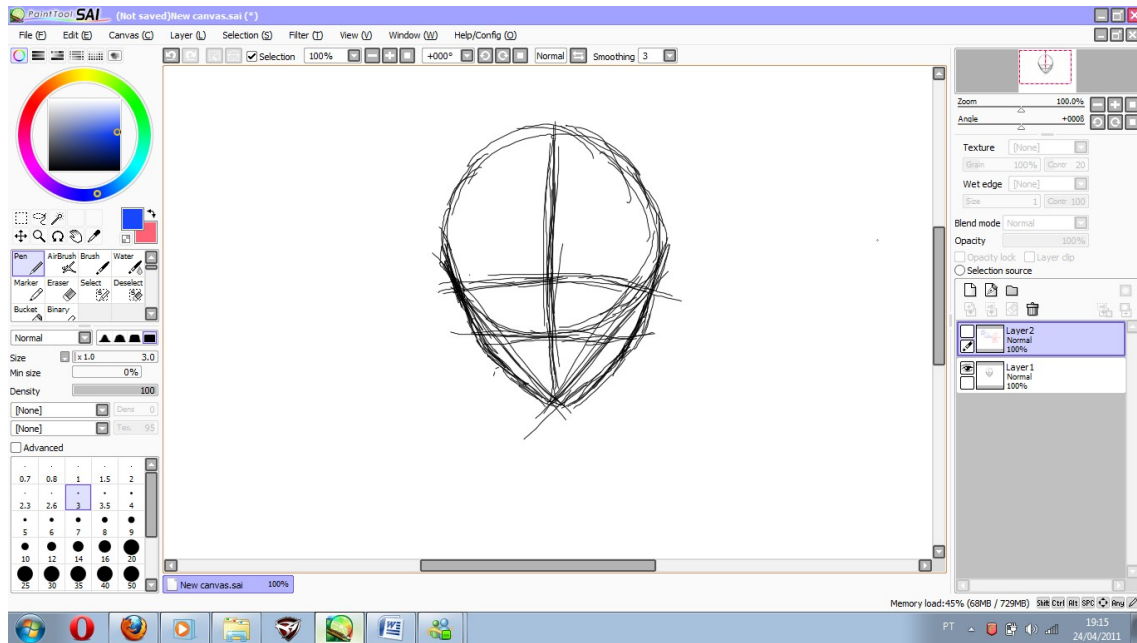 PaintTool SAI (Not saved)New canvas.sai (*)
File (F) Edit (E) Canvas (C) Layer (L) Selection (S) Filter (T) View (V) Window (W) Help/Config (O)
Selection 100% +000° Normal Smoothing 3
Zoom 100.0%
Angle +000ß
Texture [None]
Grain 100% Contr 20
Wet edge [None]
Size 1 Contr 100
Blend mode Normal
Opacity 100%
Opacity lock Layer clip
Selection source
Layer2
Normal
100%
Layer1
Normal
100%
Pen AirBrush Brush Water
Marker Eraser Select Deselect
Bucket Binary
Normal
Size x 1.0 3.0
Min size 0%
Density 100
[None] Dens 0
[None] Tex. 95
Advanced
0.7 0.8 1 1.5 2
2.3 2.6 3 3.5 4
5 6 7 8 9
10 12 14 16 20
25 30 35 40 50
New canvas.sai 100%
Memory load:45% (68MB / 729MB) Shift Ctrl Alt SPC Any
PT 19:15
24/04/2011